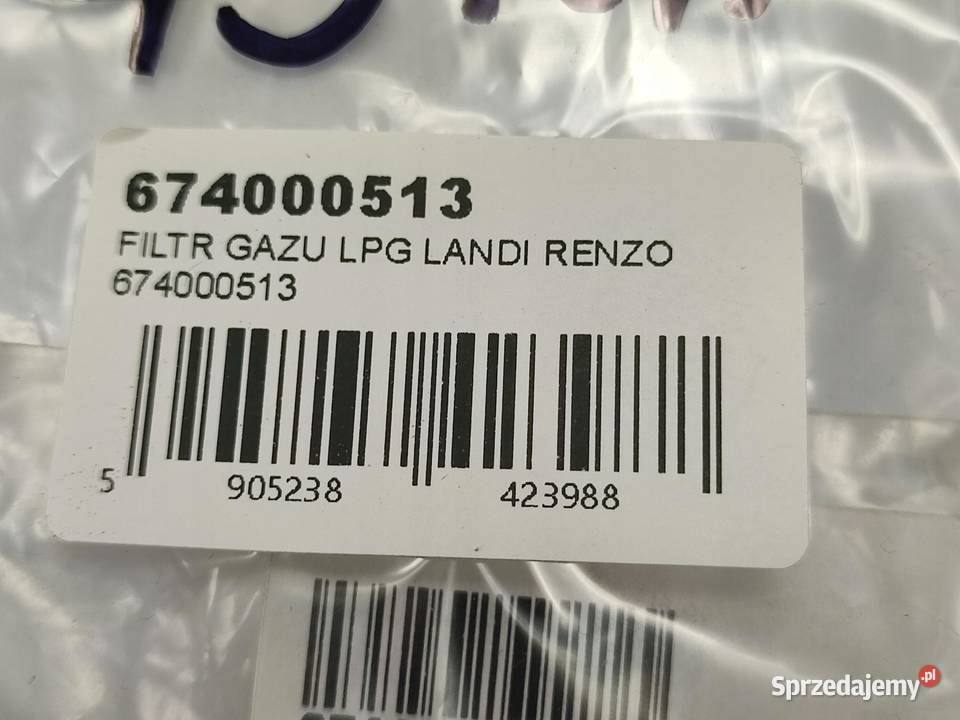 674000513
FILTR GAZU LPG LANDI RENZO
674000513
5 905238 423988
Sprzedajemy.pl